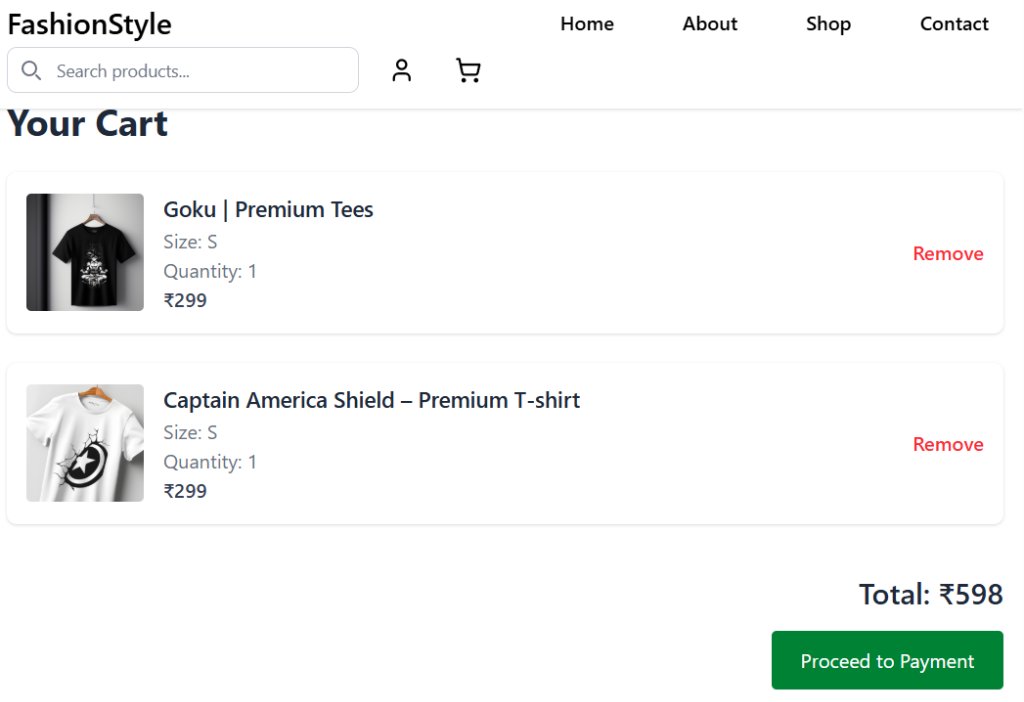 FashionStyle
Home
About
Shop
Contact
Search products...
Your Cart
Goku | Premium Tees
Size: S
Quantity: 1
₹299
Remove
Captain America Shield – Premium T-shirt
Size: S
Quantity: 1
₹299
Remove
Total: ₹598
Proceed to Payment